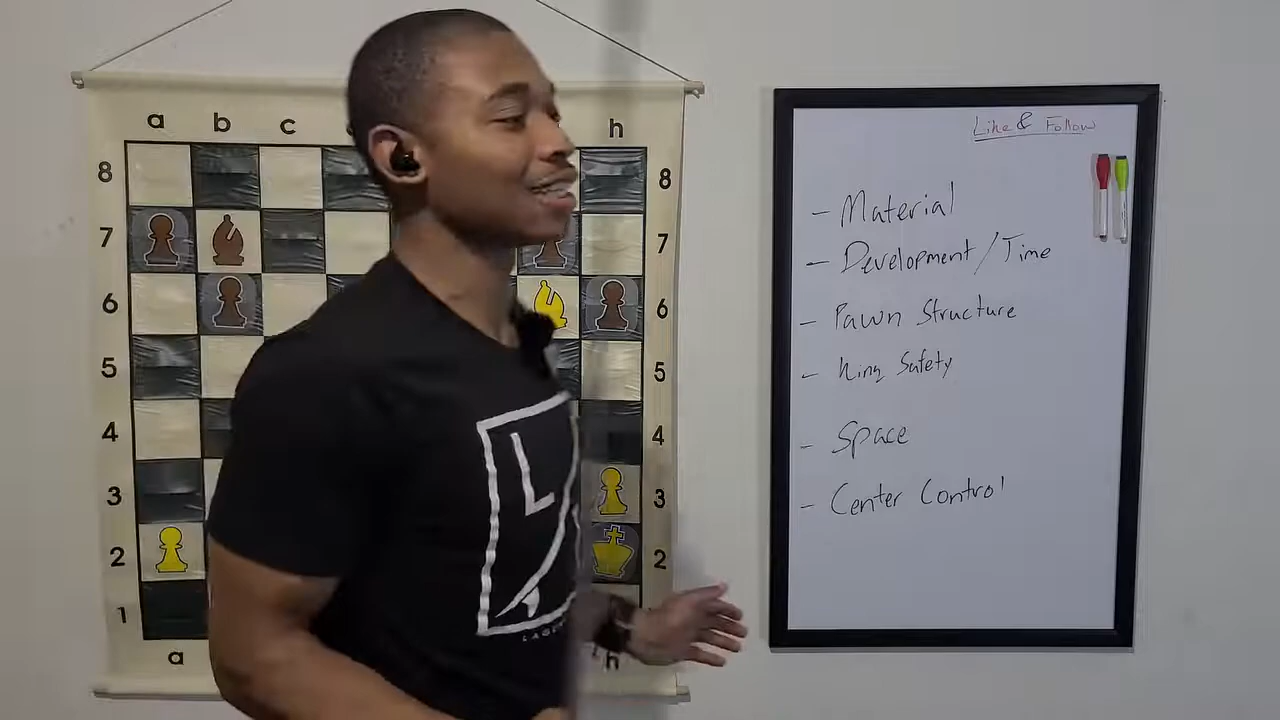 Like & Follow
- Material
- Development/Time
- Pawn Structure
- King Safety
- Space
- Center Control
a b c h
8 8
7 7
6 6
5 5
4 4
3 3
2 2
1
a h
L